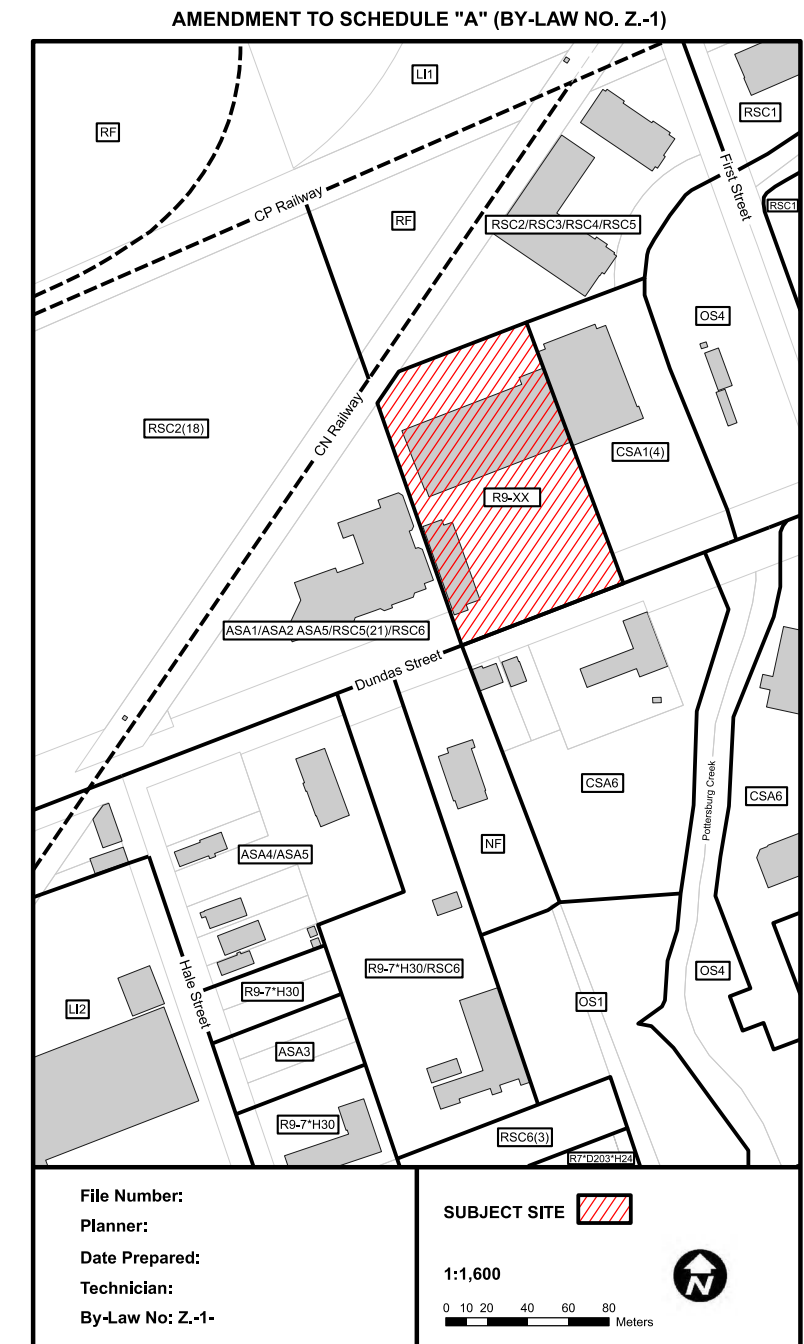 AMENDMENT TO SCHEDULE "A" (BY-LAW NO. Z.-1)
LI1
RF
RSC1
First Street
CP Railway
RSC1
RF
RSC2/RSC3/RSC4/RSC5
OS4
CN Railway
RSC2(18)
CSA1(4)
R9-XX
ASA1/ASA2 ASA5/RSC5(21)/RSC6
Dundas Street
CSA6
Pottersburg Creek
CSA6
NF
ASA4/ASA5
R9-7*H30/RSC6
OS4
Hale Street
R9-7*H30
OS1
LI2
ASA3
R9-7*H30
RSC6(3)
R7*D203*H24
File Number:
Planner:
Date Prepared:
Technician:
By-Law No: Z.-1-
SUBJECT SITE
1:1,600
0 10 20 40 60 80
Meters
N